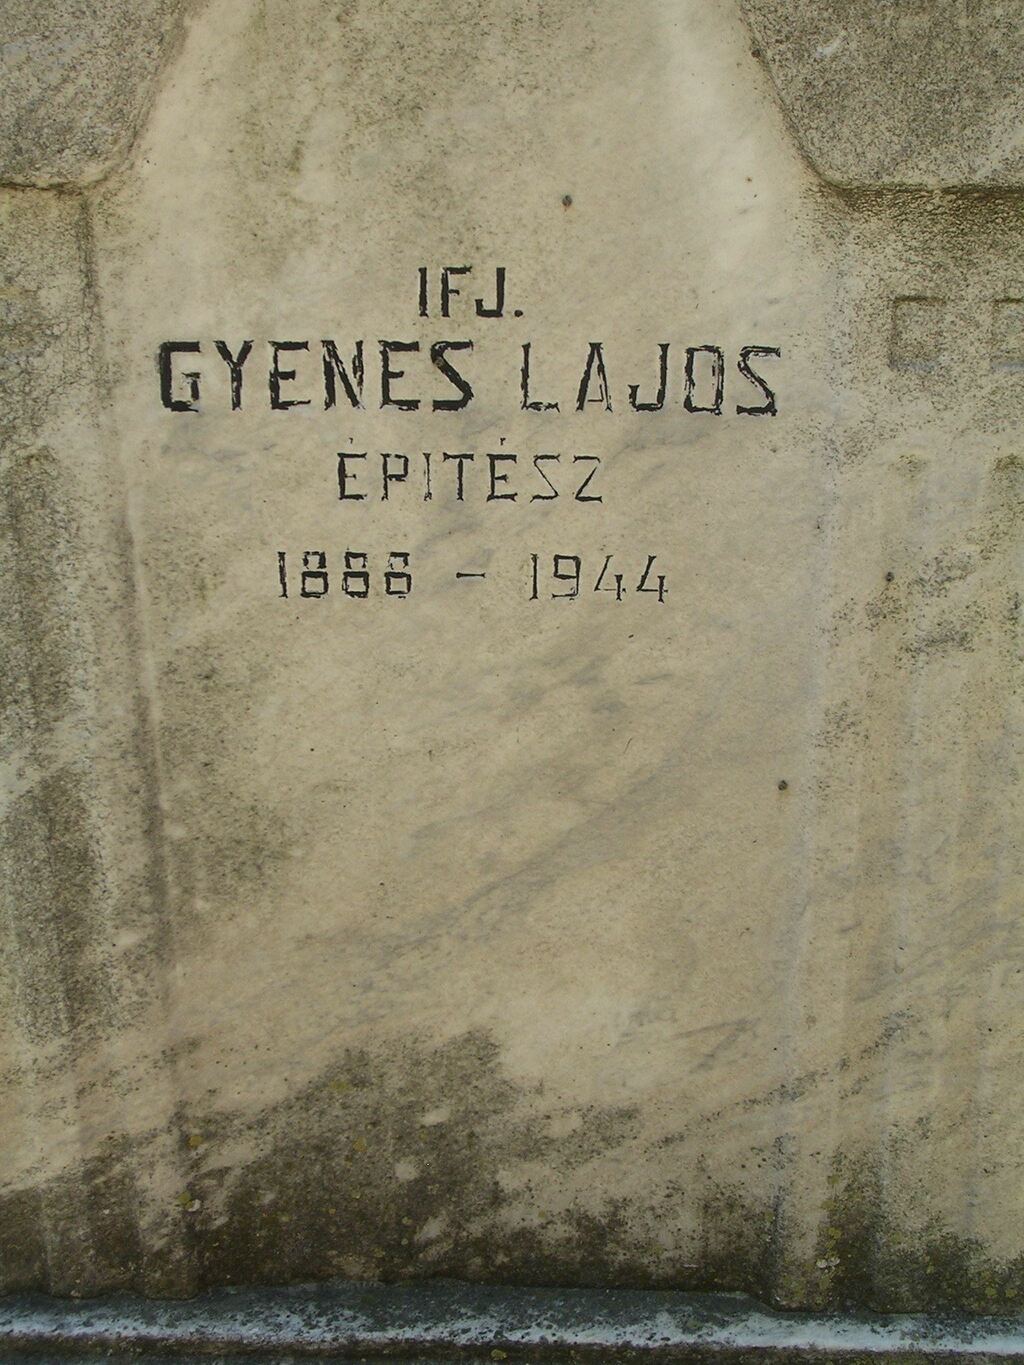 IFJ.
GYENES LAJOS
ÉPITÉSZ
1888 - 1944